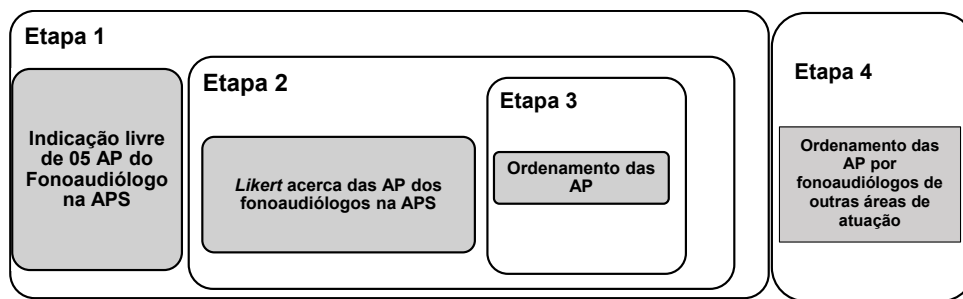 Etapa 1
Indicação livre
de 05 AP do
Fonoaudiólogo
na APS
Etapa 2
Likert acerca das AP dos
fonoaudiólogos na APS
Etapa 3
Ordenamento das
AP
Etapa 4
Ordenamento das
AP por
fonoaudiólogos de
outras áreas de
atuação